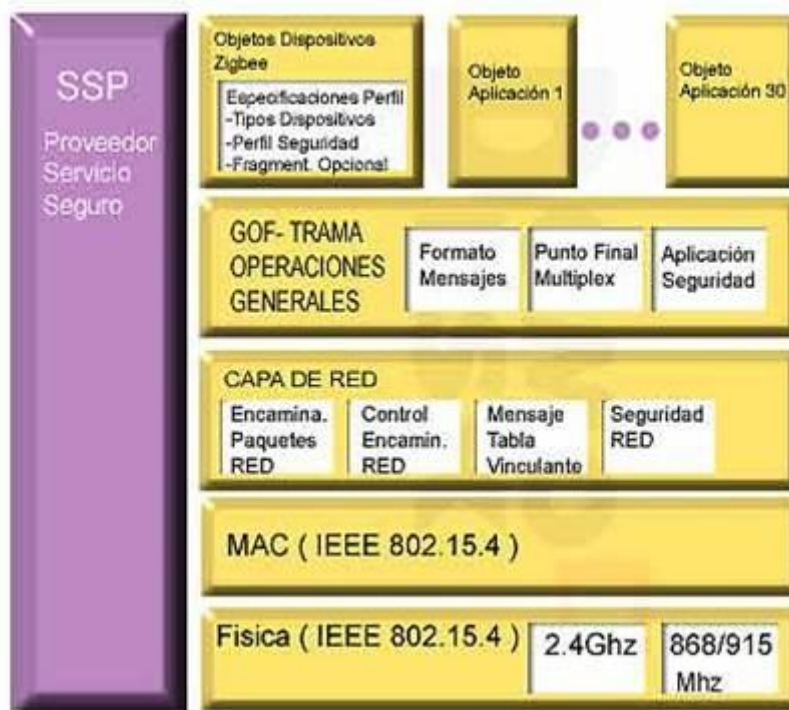 SSP
Proveedor
Servicio
Seguro
Objetos Dispositivos
Zigbee
Especificaciones Perfil
-Tipos Dispositivos
-Perfil Seguridad
-Fragment. Opcional
Objeto
Aplicación 1
Objeto
Aplicación 30
GOF- TRAMA
OPERACIONES
GENERALES
Formato
Mensajes
Punto Final
Multiplex
Aplicación
Seguridad
CAPA DE RED
Encamina.
Paquetes
RED
Control
Encamin.
RED
Mensaje
Tabla
Vinculante
Seguridad
RED
MAC ( IEEE 802.15.4 )
Fisica ( IEEE 802.15.4 )
2.4Ghz
868/915
Mhz